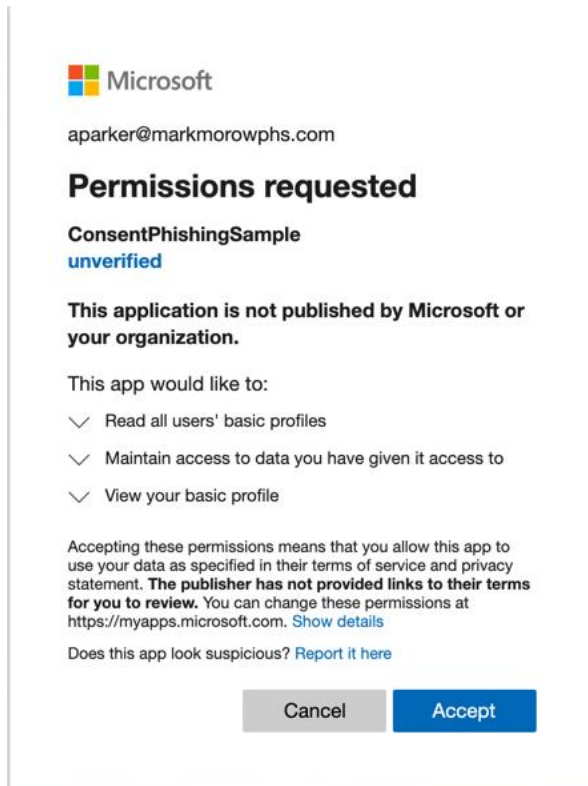 Microsoft
aparker@markmorowphs.com
Permissions requested
ConsentPhishingSample
unverified
This application is not published by Microsoft or
your organization.
This app would like to:
Read all users' basic profiles
Maintain access to data you have given it access to
View your basic profile
Accepting these permissions means that you allow this app to
use your data as specified in their terms of service and privacy
statement. The publisher has not provided links to their terms
for you to review. You can change these permissions at
https://myapps.microsoft.com. Show details
Does this app look suspicious? Report it here
Cancel
Accept